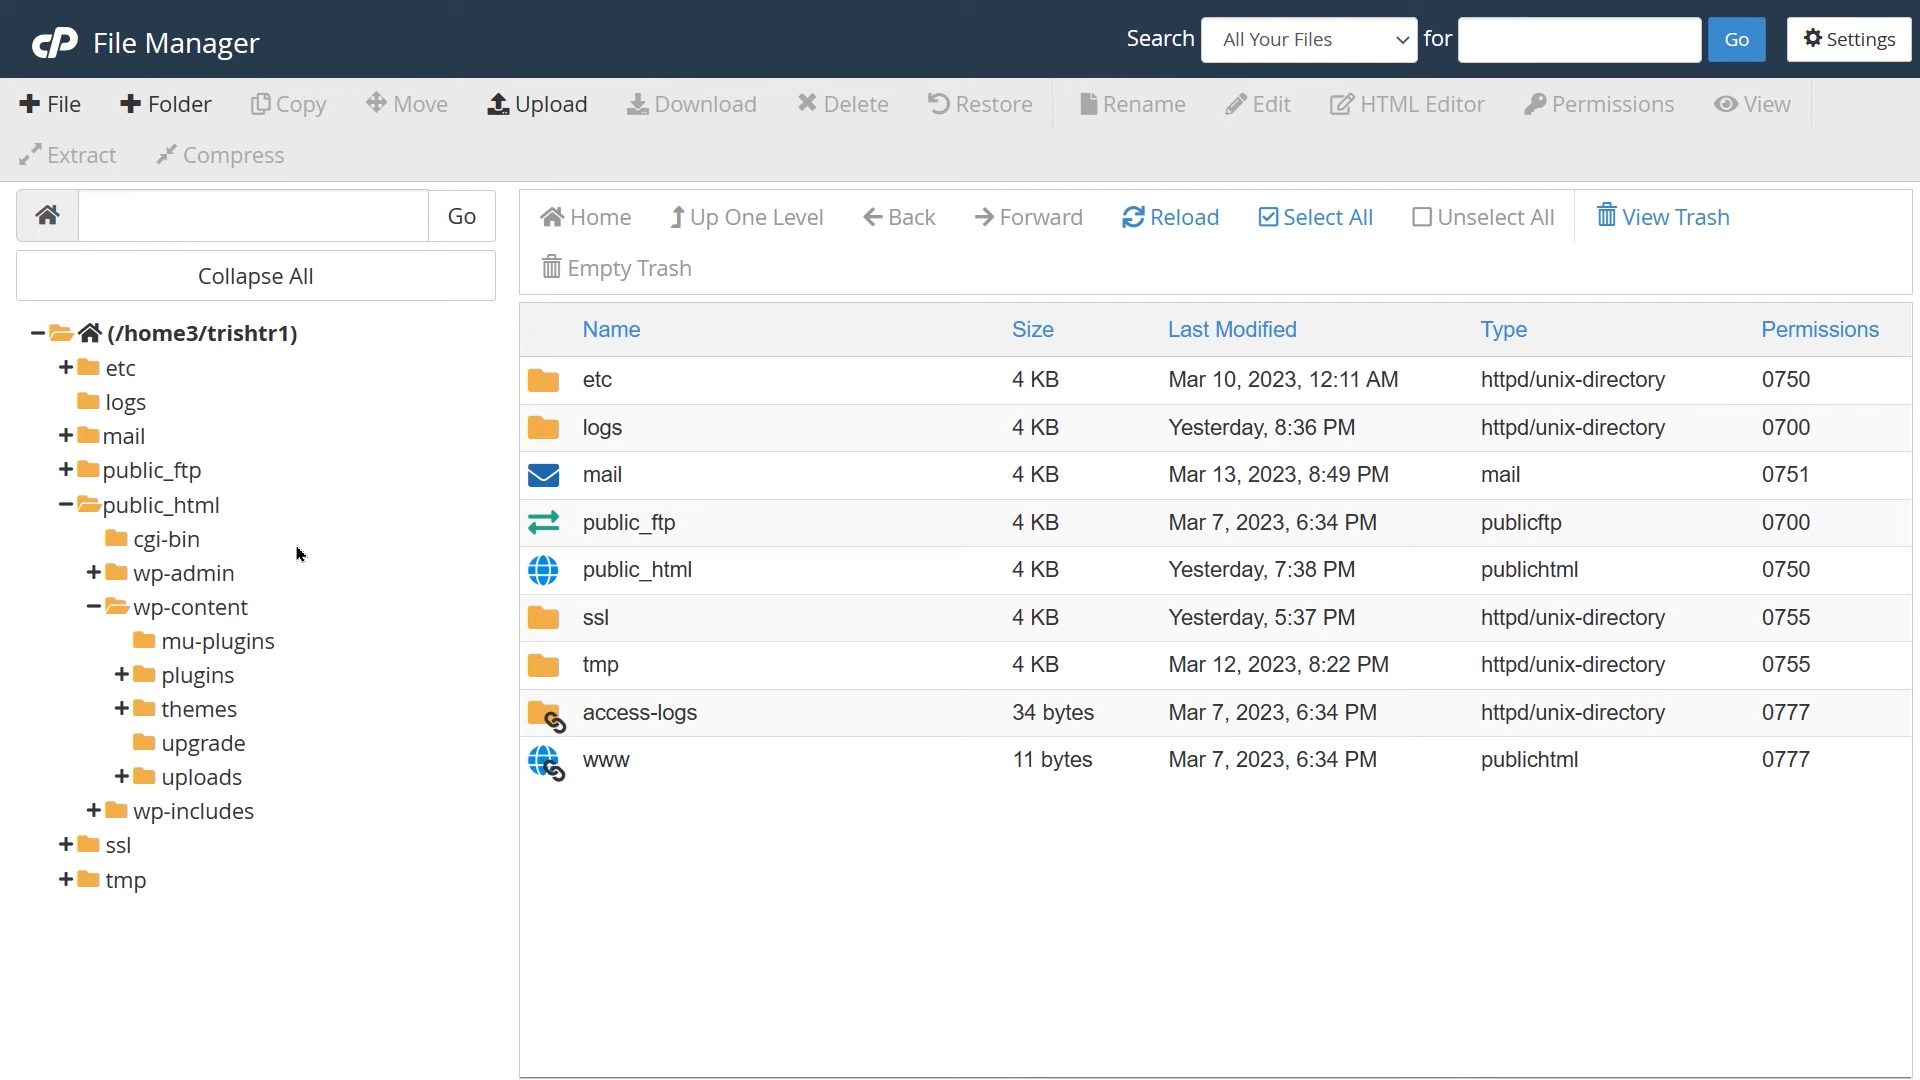 cP File Manager
Search All Your Files for Go Settings
File Folder Copy Move Upload Download Delete Restore Rename Edit HTML Editor Permissions View
Extract Compress
Go
Collapse All
(/home3/trishtr1)
etc
logs
mail
public_ftp
public_html
cgi-bin
wp-admin
wp-content
mu-plugins
plugins
themes
upgrade
uploads
wp-includes
ssl
tmp
Home Up One Level Back Forward Reload Select All Unselect All View Trash
Empty Trash
Name Size Last Modified Type Permissions
etc 4 KB Mar 10, 2023, 12:11 AM httpd/unix-directory 0750
logs 4 KB Yesterday, 8:36 PM httpd/unix-directory 0700
mail 4 KB Mar 13, 2023, 8:49 PM mail 0751
public_ftp 4 KB Mar 7, 2023, 6:34 PM publicftp 0700
public_html 4 KB Yesterday, 7:38 PM publichtml 0750
ssl 4 KB Yesterday, 5:37 PM httpd/unix-directory 0755
tmp 4 KB Mar 12, 2023, 8:22 PM httpd/unix-directory 0755
access-logs 34 bytes Mar 7, 2023, 6:34 PM httpd/unix-directory 0777
www 11 bytes Mar 7, 2023, 6:34 PM publichtml 0777